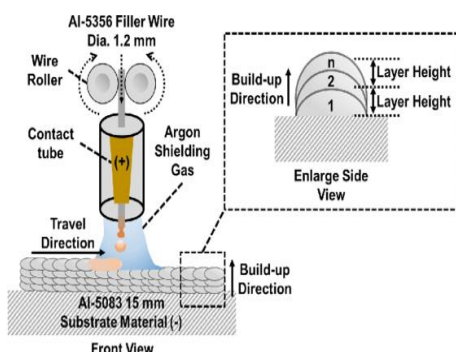 Al-5356 Filler Wire
Dia. 1.2 mm
Wire
Roller
Contact
tube
(+)
Argon
Shielding
Gas
Travel
Direction
Build-up
Direction
Al-5083 15 mm
Substrate Material (-)
Front View
Build-up
Direction
n
2
1
Layer Height
Layer Height
Enlarge Side
View